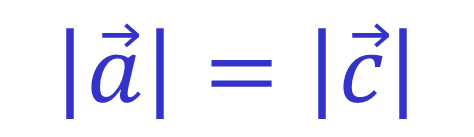 |a⃗| = |c⃗|